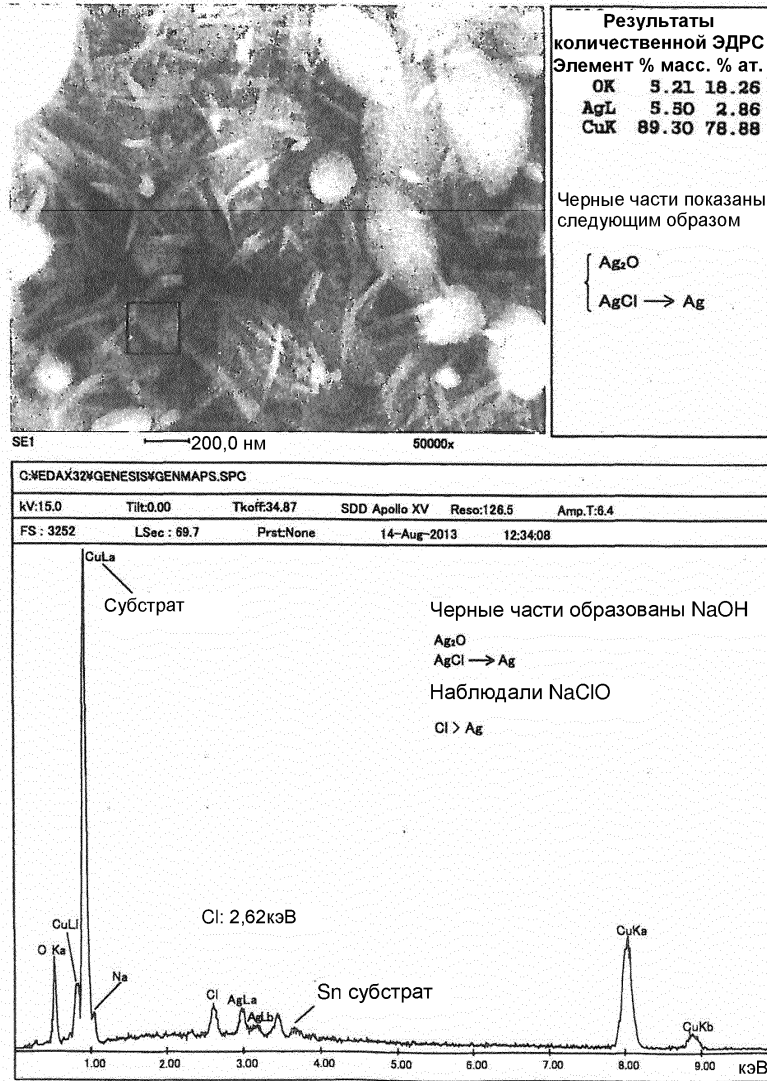 Результаты
количественной ЭДРС
Элемент % масс. % ат.
OK 5.21 18.26
AgL 5.50 2.86
CuK 89.30 78.88
Черные части показаны
следующим образом
Ag₂O
AgCl → Ag
SE1 200,0 нм 50000x
C:¥EDAX32¥GENESIS¥GENMAPS.SPC
kV:15.0 Tilt:0.00 Tkoff:34.87 SDD Apollo XV Reso:126.5 Amp.T:6.4
FS : 3252 LSec : 69.7 Prst:None 14-Aug-2013 12:34:08
CuLa
Субстрат
Черные части образованы NaOH
Ag₂O
AgCl → Ag
Наблюдали NaClO
Cl > Ag
Cl: 2,62кэВ
CuLl
O Ka
Na
Cl
AgLa
AgLb
Sn субстрат
CuKa
CuKb
1.00 2.00 3.00 4.00 5.00 6.00 7.00 8.00 9.00 кэВ